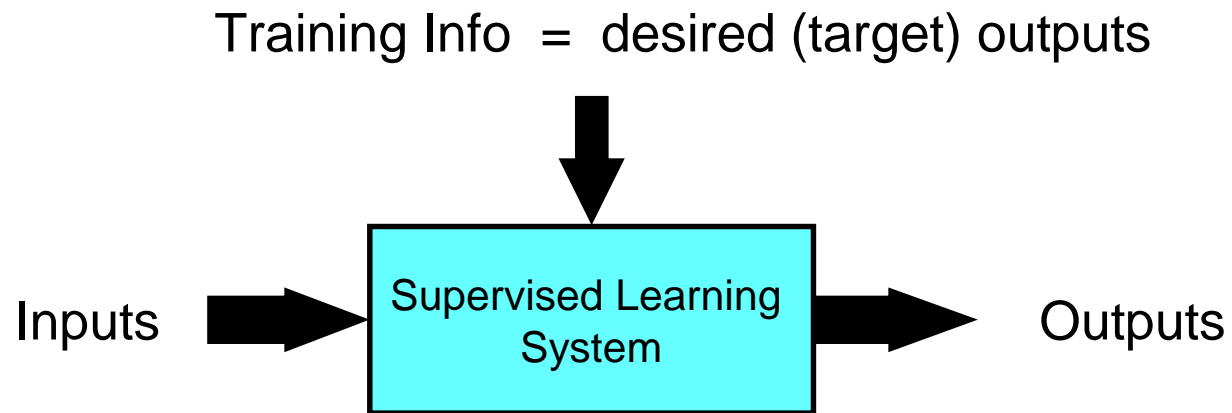 Training Info = desired (target) outputs
Inputs
Supervised Learning
System
Outputs